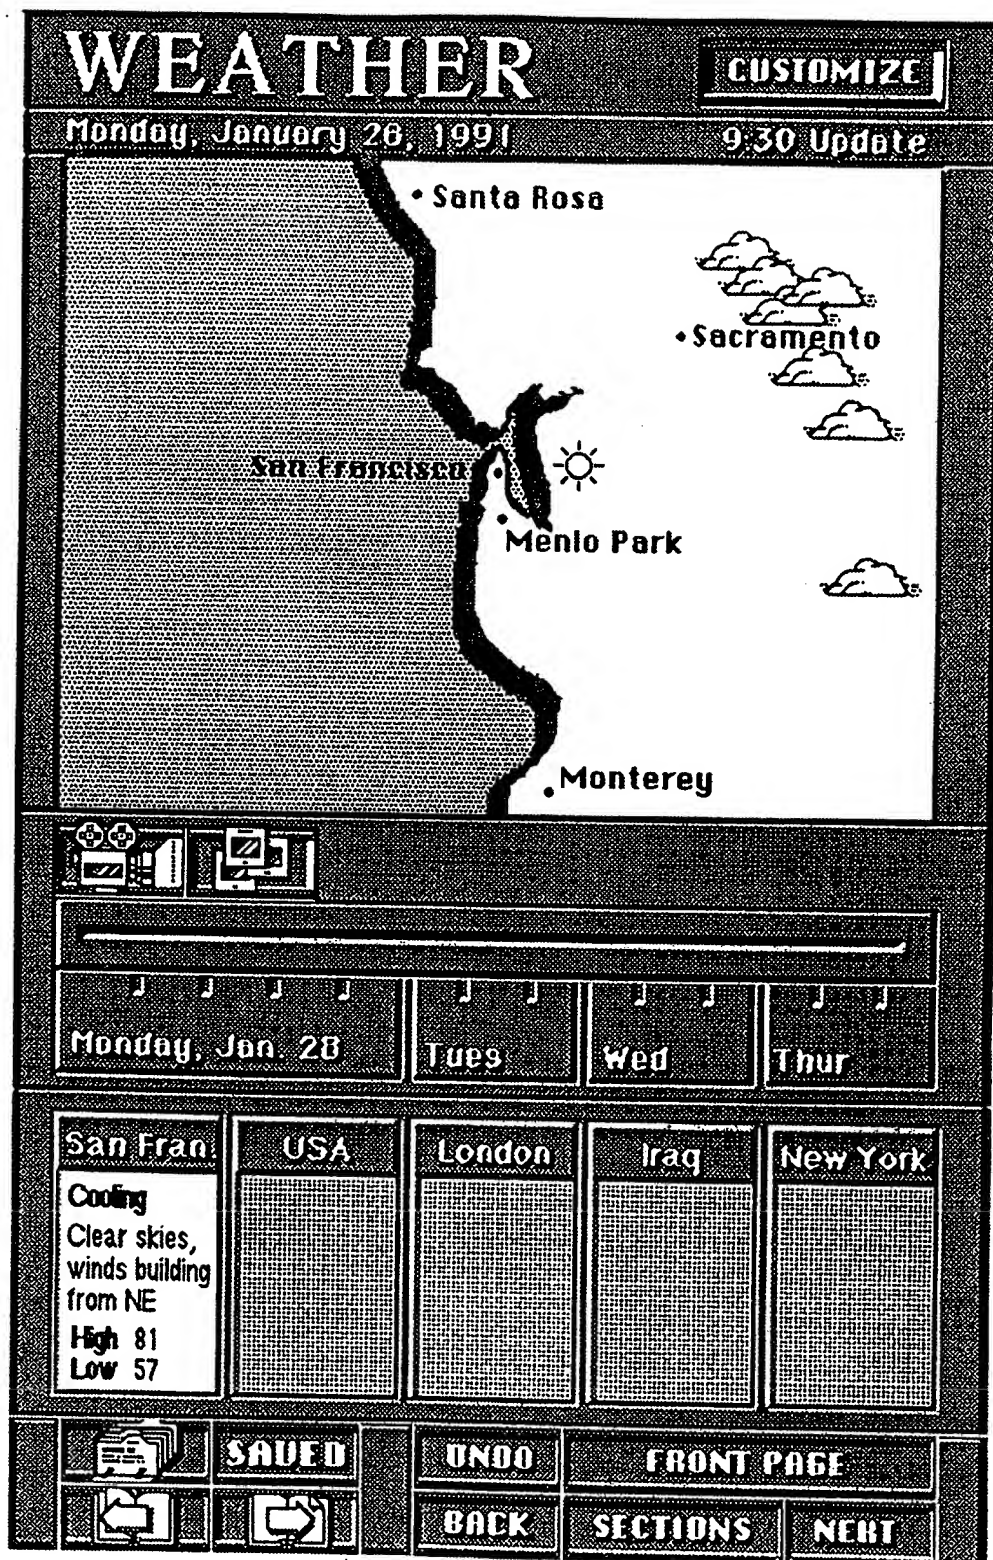 WEATHER
CUSTOMIZE
Monday, January 28, 1991
9:30 Update
Santa Rosa
Sacramento
San Francisco
Menlo Park
Monterey
Monday, Jan. 28
Tues
Wed
Thur
San Fran.
USA
London
Iraq
New York
Cooling
Clear skies,
winds building
from NE
High 81
Low 57
SAVED
UNDO
FRONT PAGE
BACK
SECTIONS
NEXT